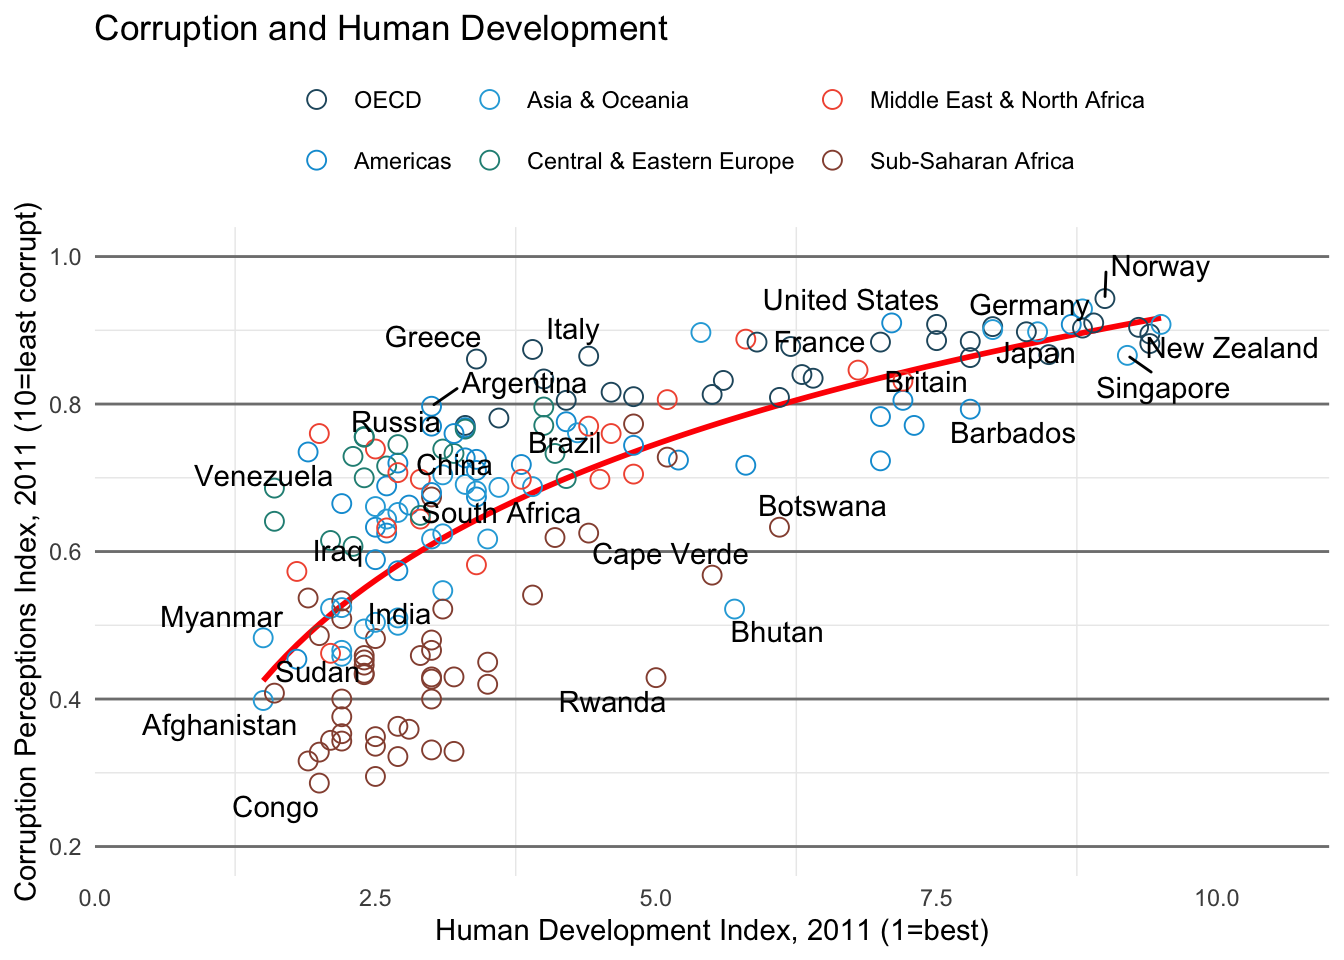 Corruption and Human Development
OECD
Asia & Oceania
Middle East & North Africa
Americas
Central & Eastern Europe
Sub-Saharan Africa
Corruption Perceptions Index, 2011 (10=least corrupt)
1.0
0.8
0.6
0.4
0.2
Norway
United States
Germany
Greece
Italy
France
Japan
New Zealand
Argentina
Britain
Singapore
Russia
Brazil
Barbados
China
Venezuela
South Africa
Botswana
Iraq
Cape Verde
Myanmar
India
Bhutan
Sudan
Rwanda
Afghanistan
Congo
0.0
2.5
5.0
7.5
10.0
Human Development Index, 2011 (1=best)